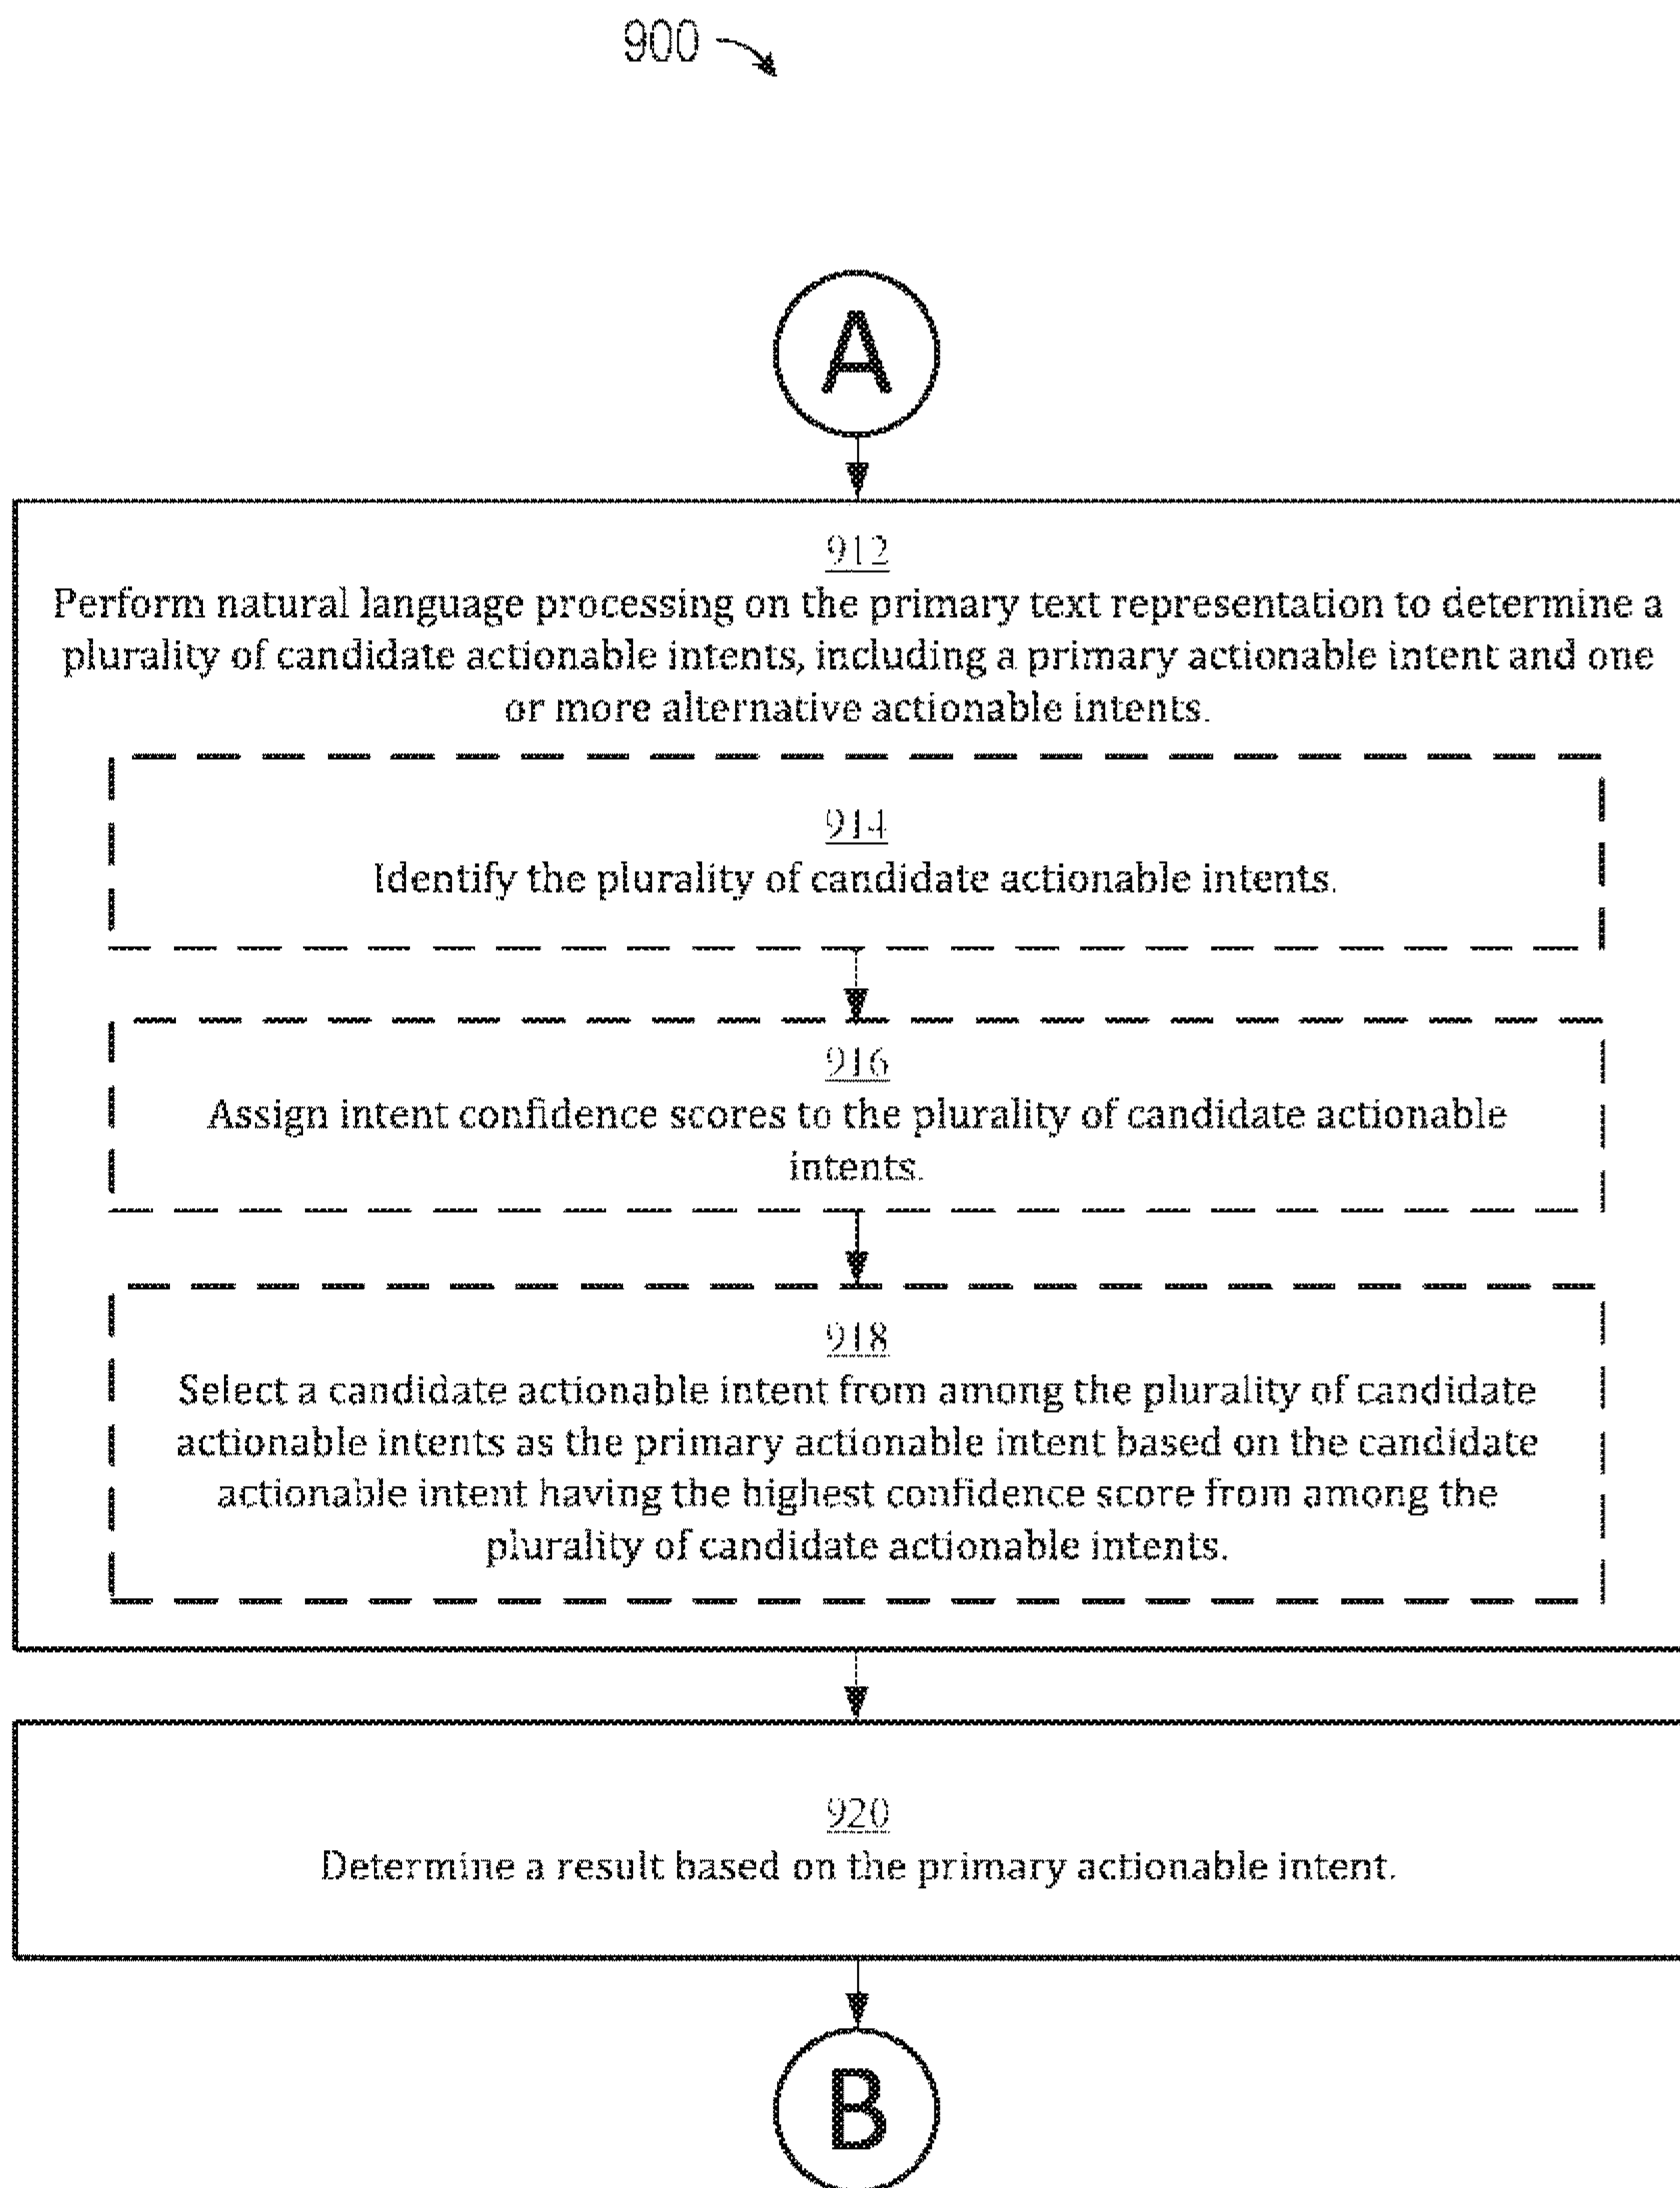 900
A
912
Perform natural language processing on the primary text representation to determine a
plurality of candidate actionable intents, including a primary actionable intent and one
or more alternative actionable intents.
914
Identify the plurality of candidate actionable intents.
916
Assign intent confidence scores to the plurality of candidate actionable
intents.
918
Select a candidate actionable intent from among the plurality of candidate
actionable intents as the primary actionable intent based on the candidate
actionable intent having the highest confidence score from among the
plurality of candidate actionable intents.
920
Determine a result based on the primary actionable intent.
B